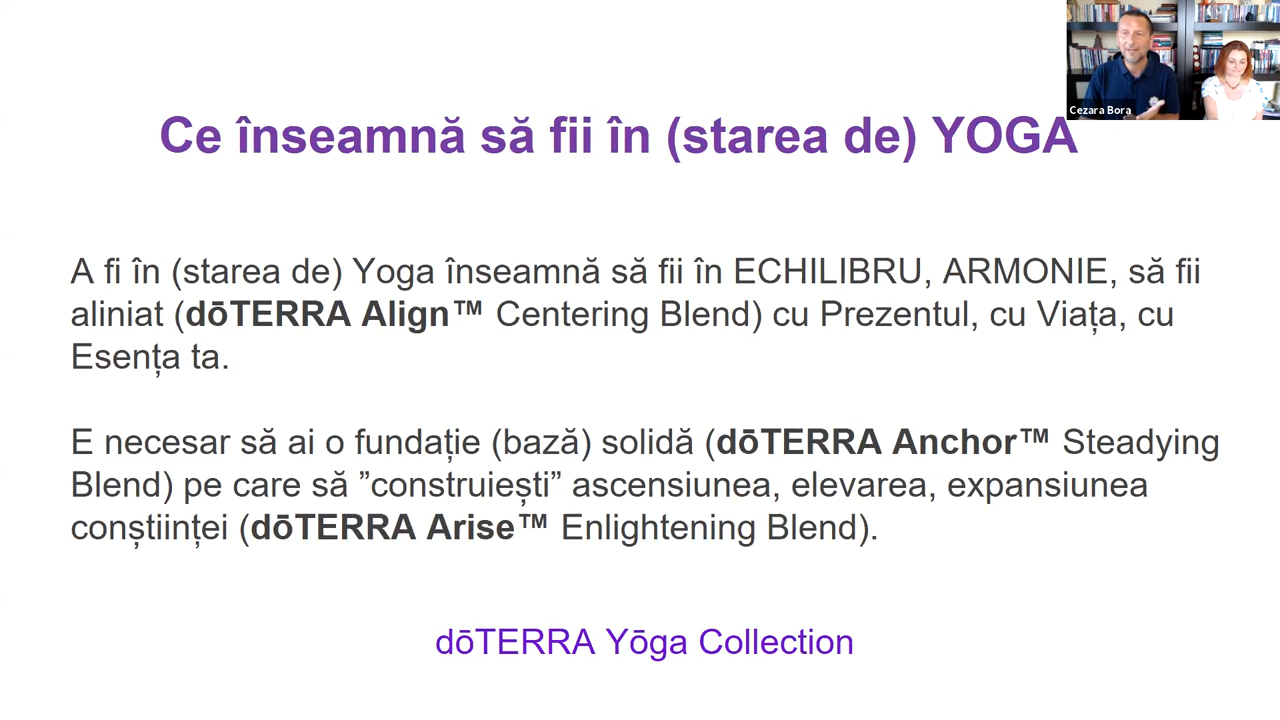 Cezara Bora
Ce înseamnă să fii în (starea de) YOGA
A fi în (starea de) Yoga înseamnă să fii în ECHILIBRU, ARMONIE, să fii
aliniat (dōTERRA Align™ Centering Blend) cu Prezentul, cu Viața, cu
Esența ta.
E necesar să ai o fundație (bază) solidă (dōTERRA Anchor™ Steadying
Blend) pe care să ”construiești” ascensiunea, elevarea, expansiunea
conștiinței (dōTERRA Arise™ Enlightening Blend).
dōTERRA Yōga Collection